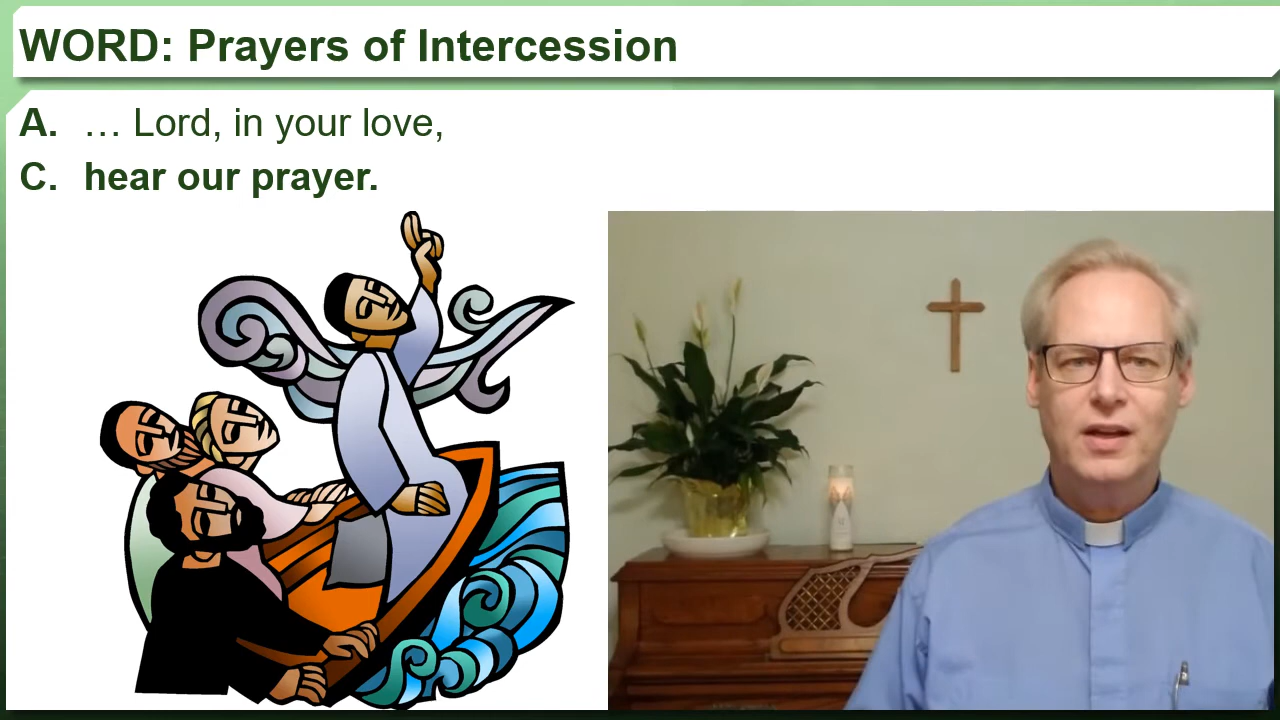 WORD: Prayers of Intercession
A. … Lord, in your love,
C. hear our prayer.